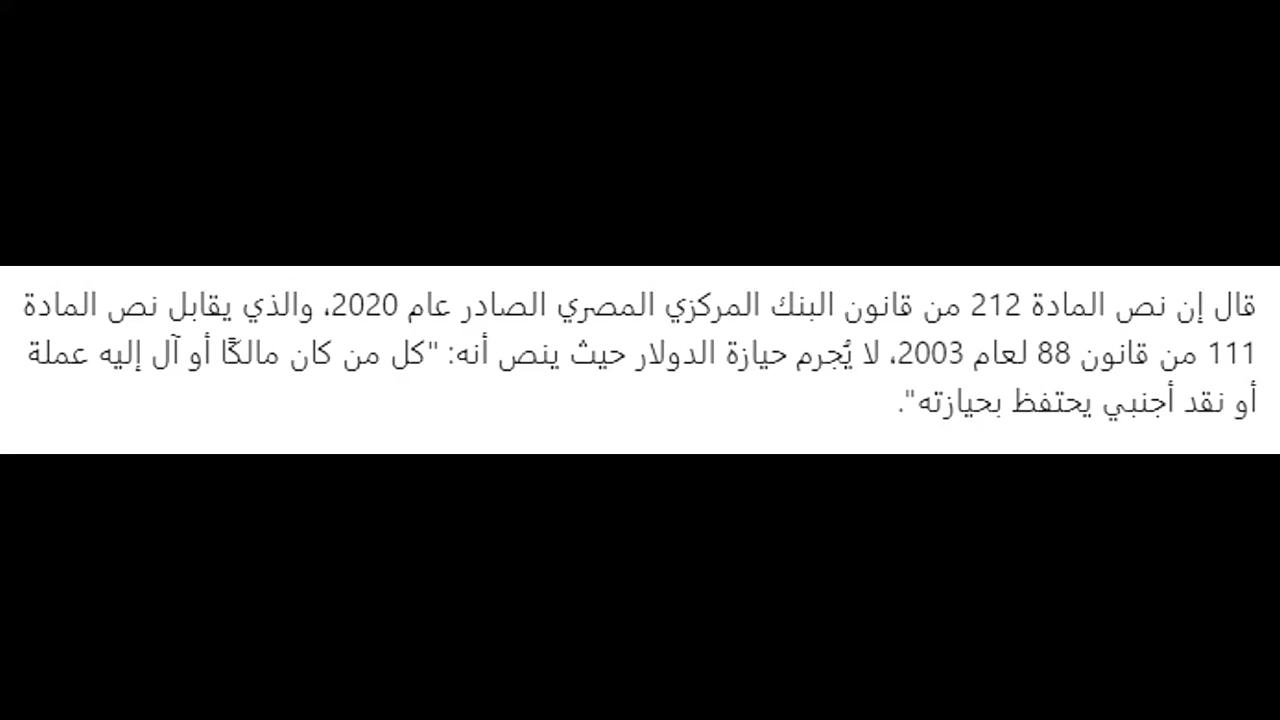 قال إن نص المادة 212 من قانون البنك المركزي المصري الصادر عام 2020، والذي يقابل نص المادة
111 من قانون 88 لعام 2003، لا يُجرم حيازة الدولار حيث ينص أنه: "كل من كان مالكًا أو آل إليه عملة
أو نقد أجنبي يحتفظ بحيازته".